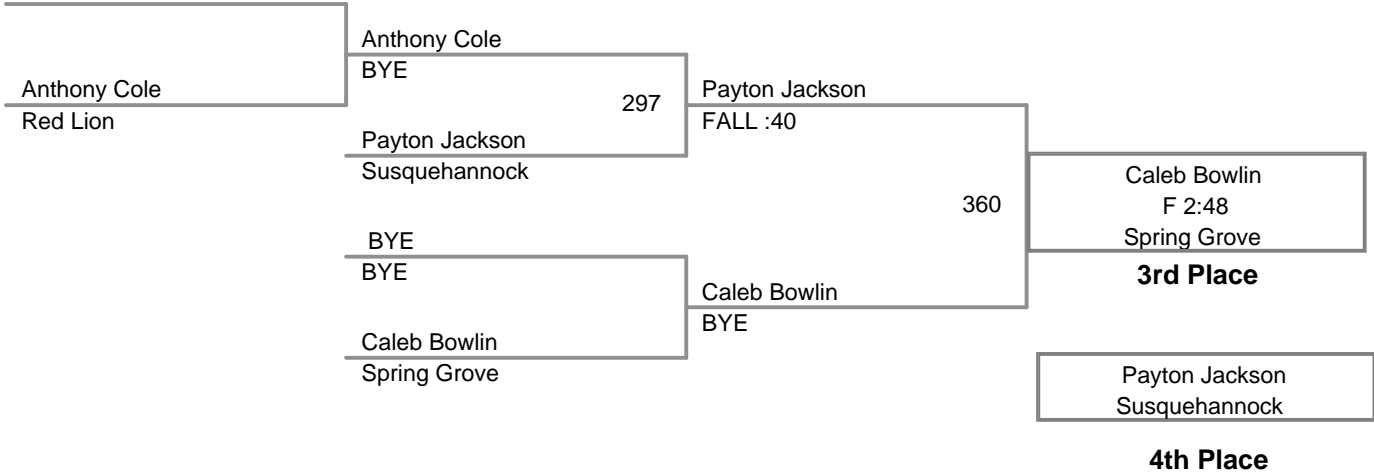 Anthony Cole
Red Lion
Anthony Cole
BYE
297
Payton Jackson
Susquehannock
BYE
BYE
Caleb Bowlin
Spring Grove
Payton Jackson
FALL :40
360
Caleb Bowlin
BYE
Caleb Bowlin
F 2:48
Spring Grove
3rd Place
Payton Jackson
Susquehannock
4th Place